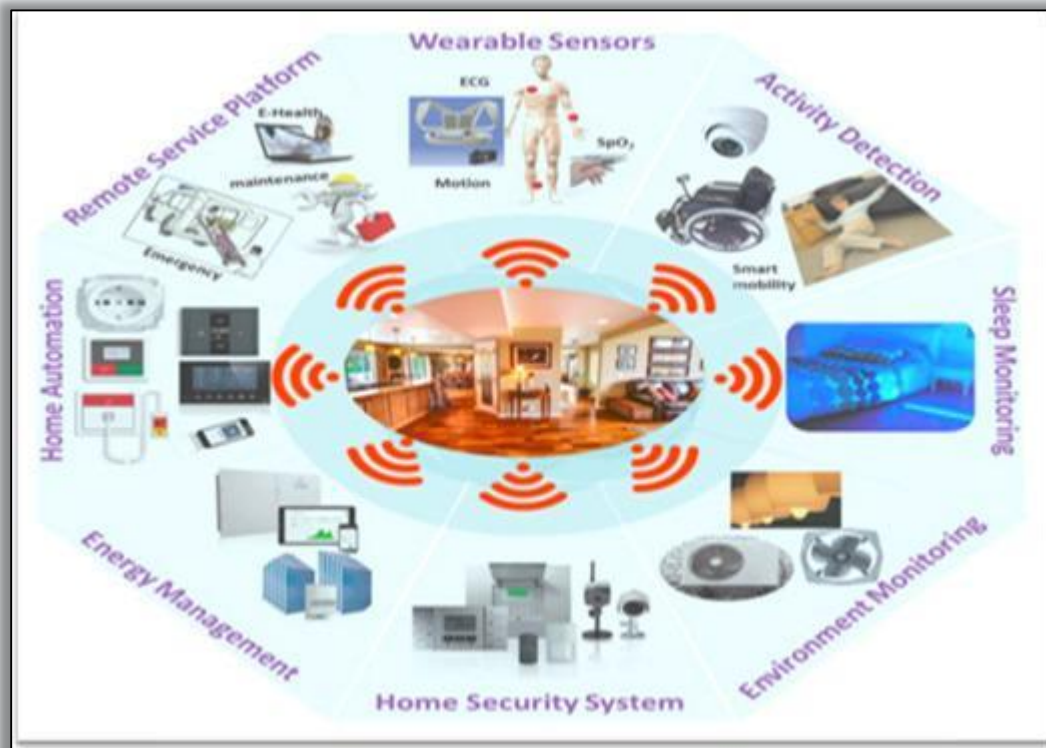 Wearable Sensors
ECG
SpO₂
Motion
Activity Detection
Smart
mobility
Sleep Monitoring
Environment Monitoring
Home Security System
Energy Management
Home Automation
Remote Service Platform
E-Health
maintenance
Emergency